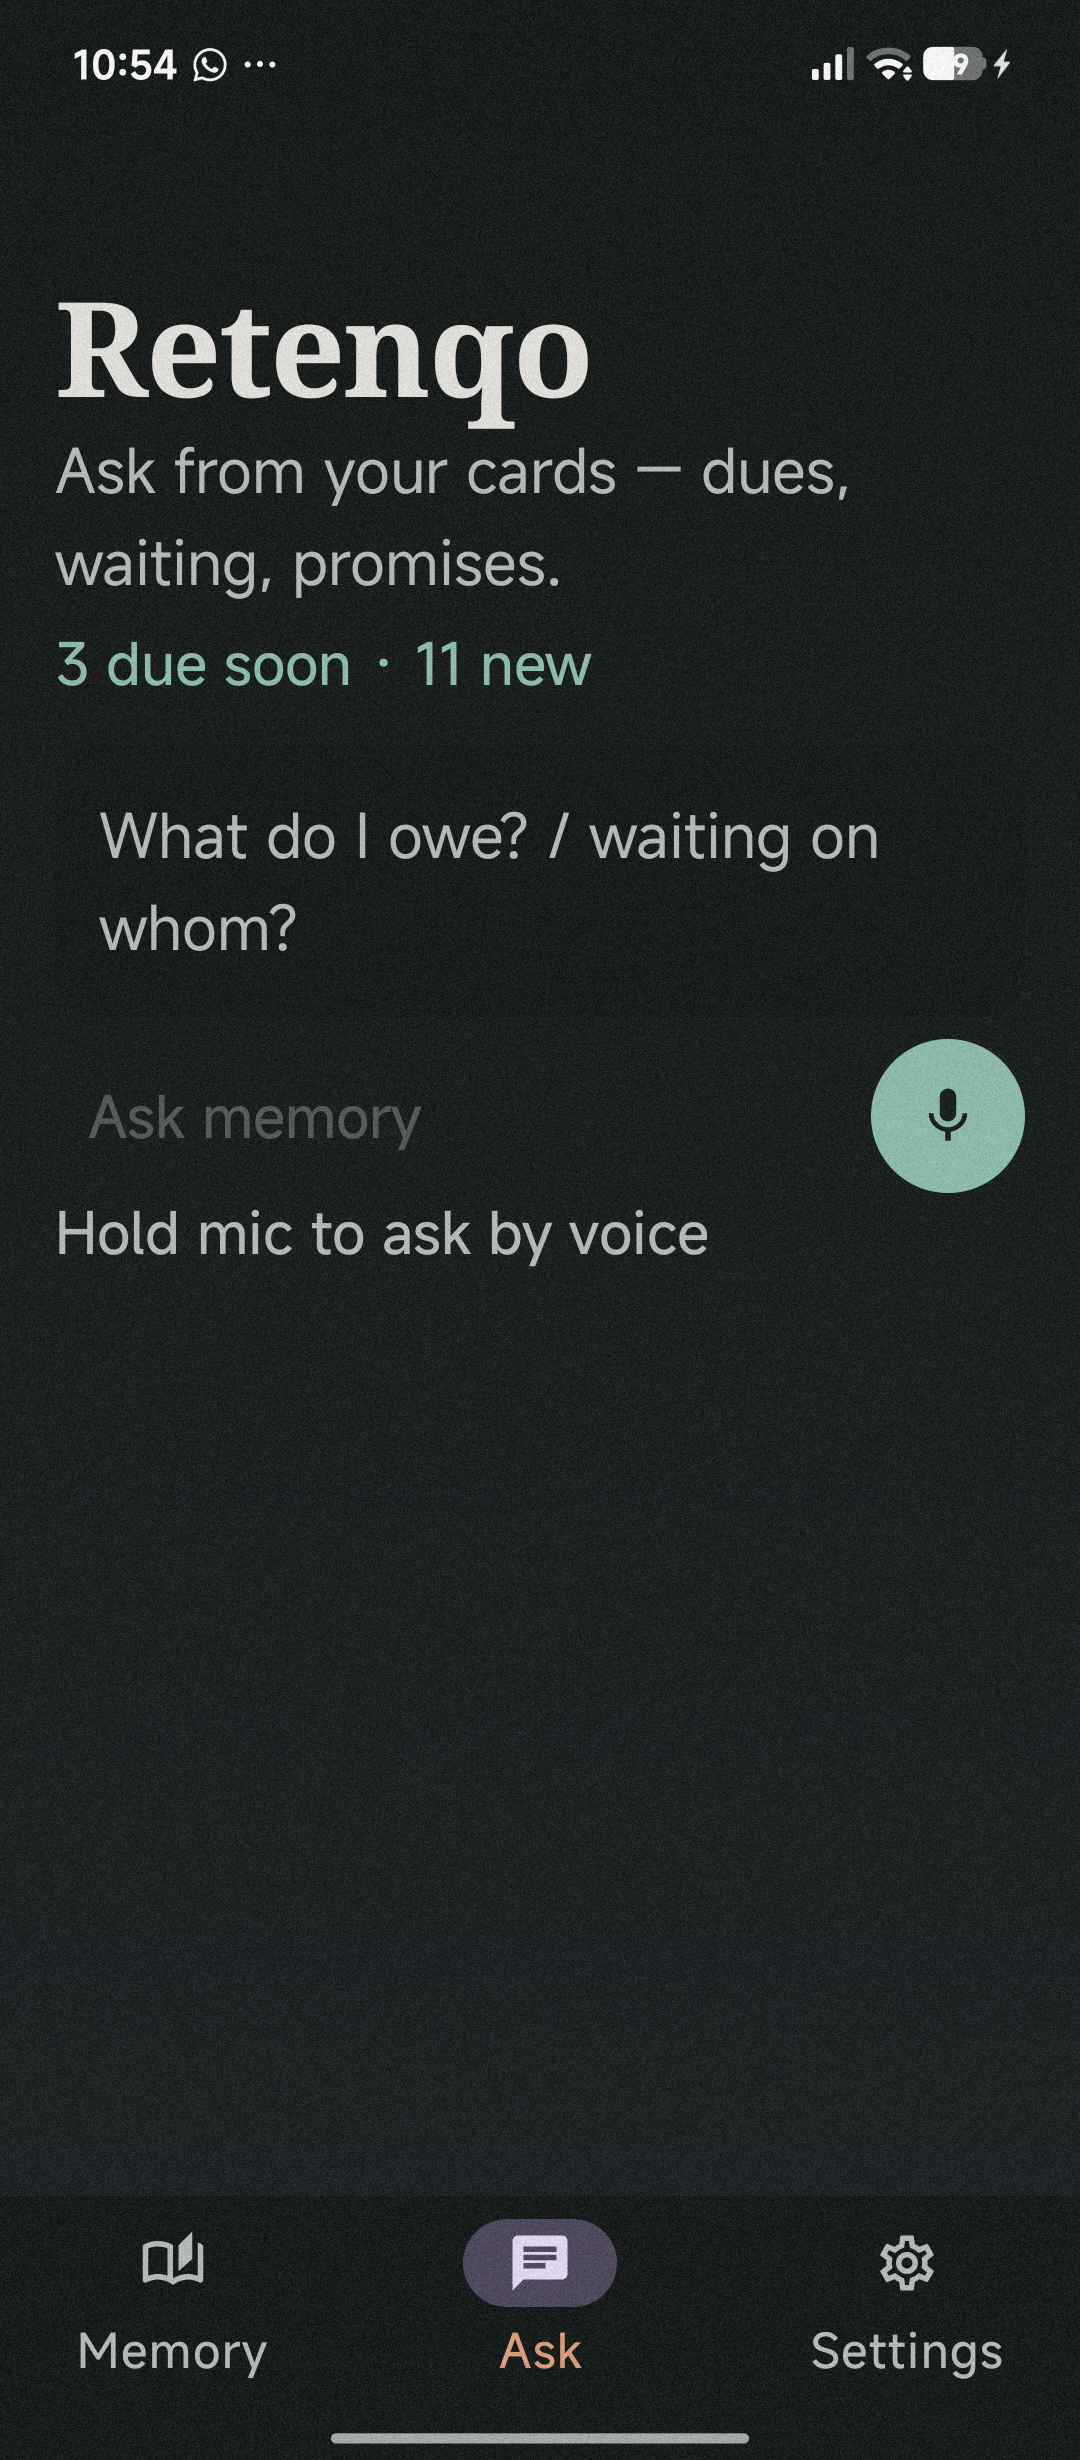 10:54
Retenqo
Ask from your cards — dues,
waiting, promises.
3 due soon · 11 new
What do I owe? / waiting on
whom?
Ask memory
Hold mic to ask by voice
Memory
Ask
Settings